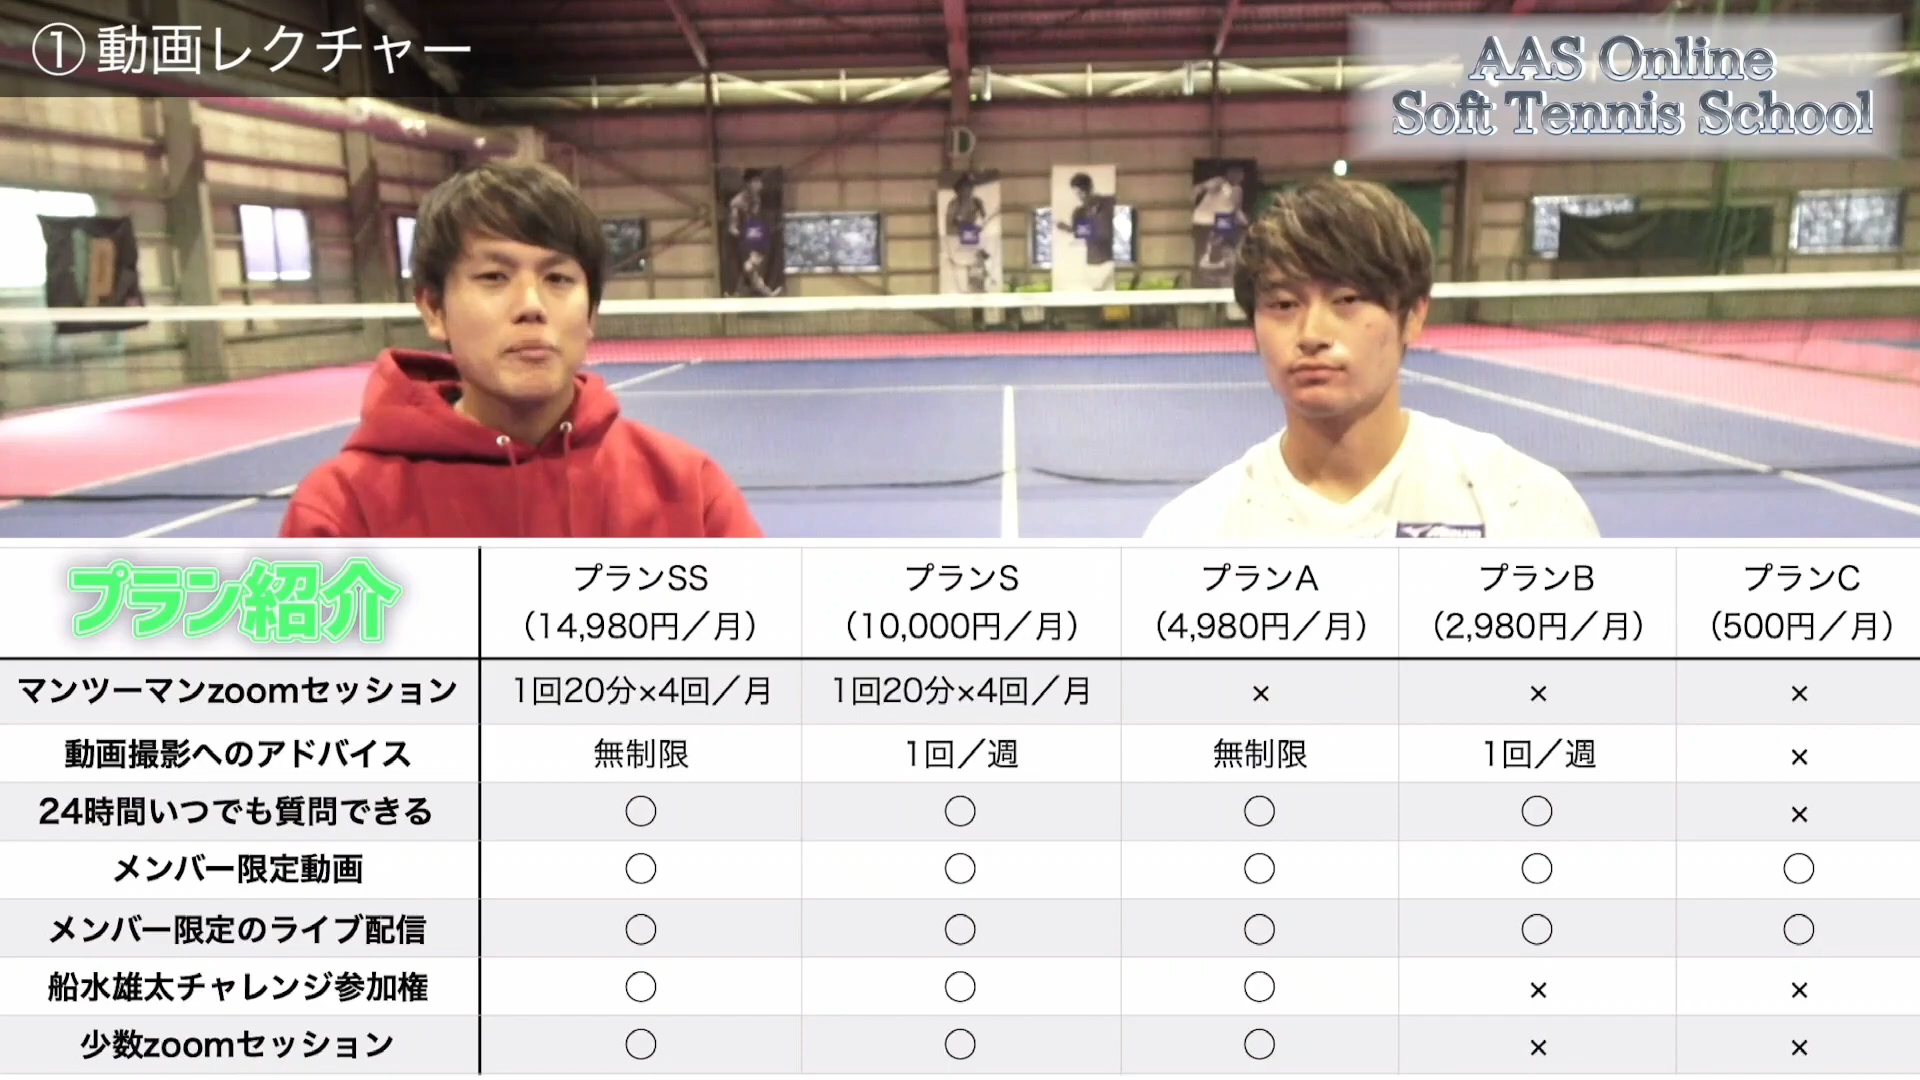 ①動画レクチャー
AAS Online
Soft Tennis School
D
プラン紹介
プランSS
(14,980円／月)
プランS
(10,000円／月)
プランA
(4,980円／月)
プランB
(2,980円／月)
プランC
(500円／月)
マンツーマンzoomセッション 1回20分×4回／月 1回20分×4回／月 × × ×
動画撮影へのアドバイス 無制限 1回／週 無制限 1回／週 ×
24時間いつでも質問できる ○ ○ ○ ○ ×
メンバー限定動画 ○ ○ ○ ○ ○
メンバー限定のライブ配信 ○ ○ ○ ○ ○
船水雄太チャレンジ参加権 ○ ○ ○ × ×
少数zoomセッション ○ ○ ○ × ×